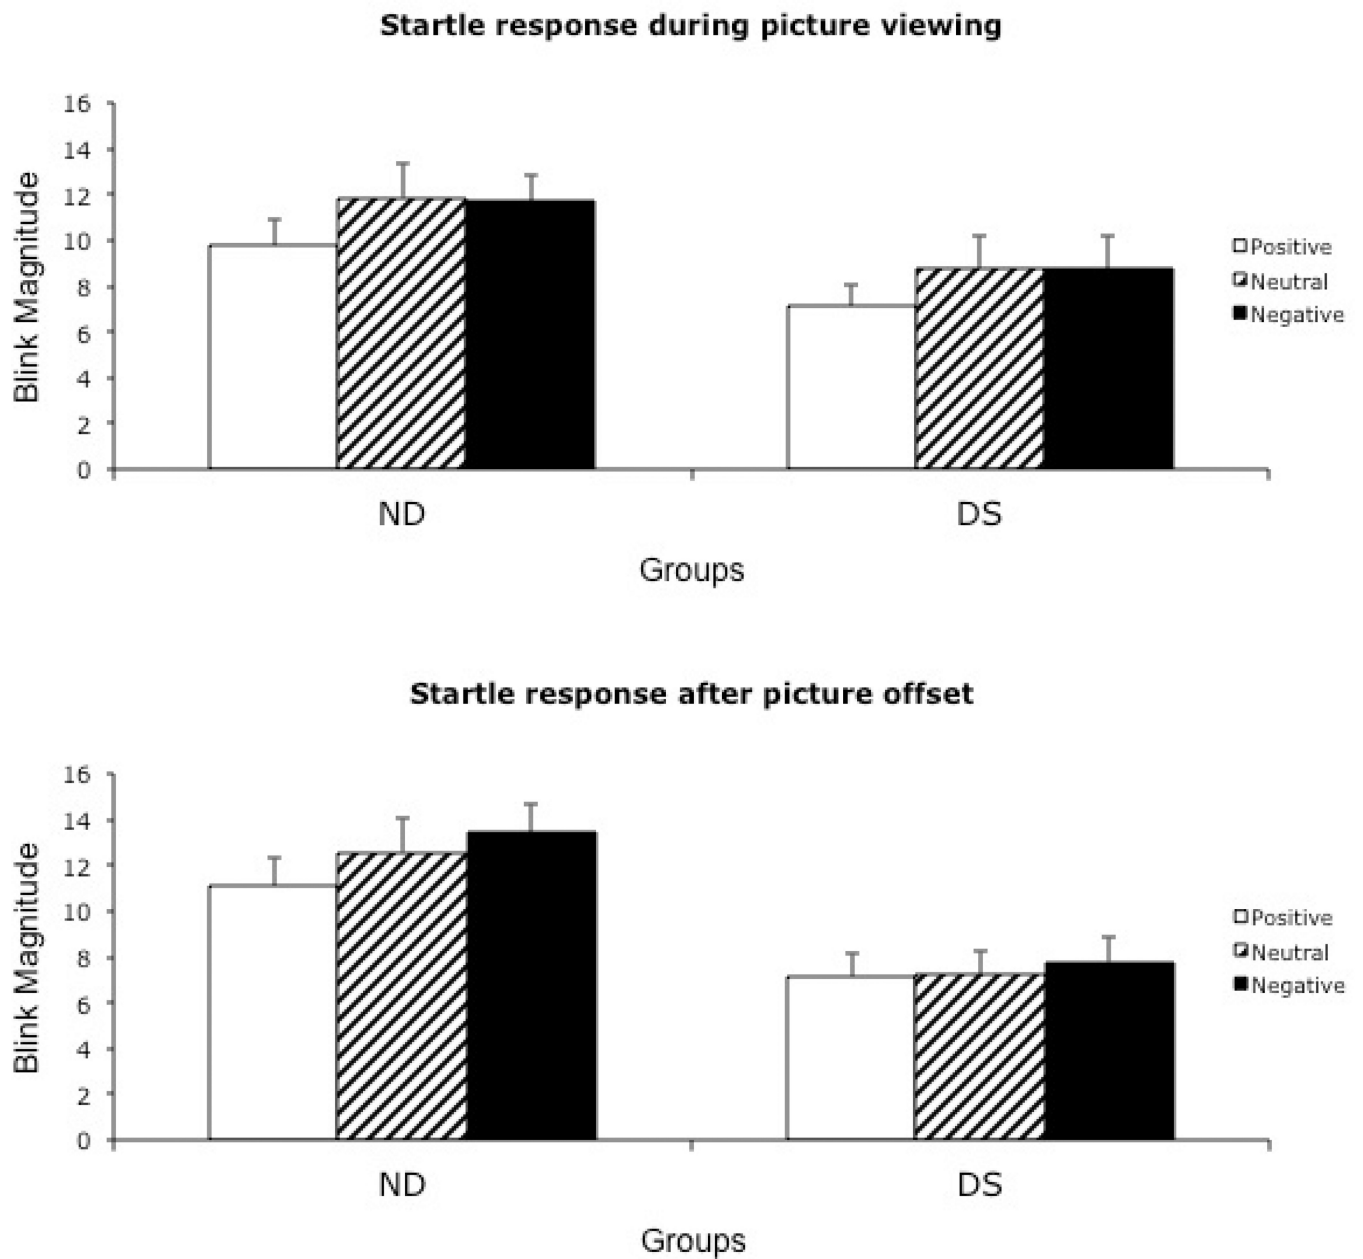 Startle response during picture viewing
16
14
12
10
8
6
4
2
0
Blink Magnitude
ND
DS
Groups
Positive
Neutral
Negative
Startle response after picture offset
16
14
12
10
8
6
4
2
0
Blink Magnitude
ND
DS
Groups
Positive
Neutral
Negative